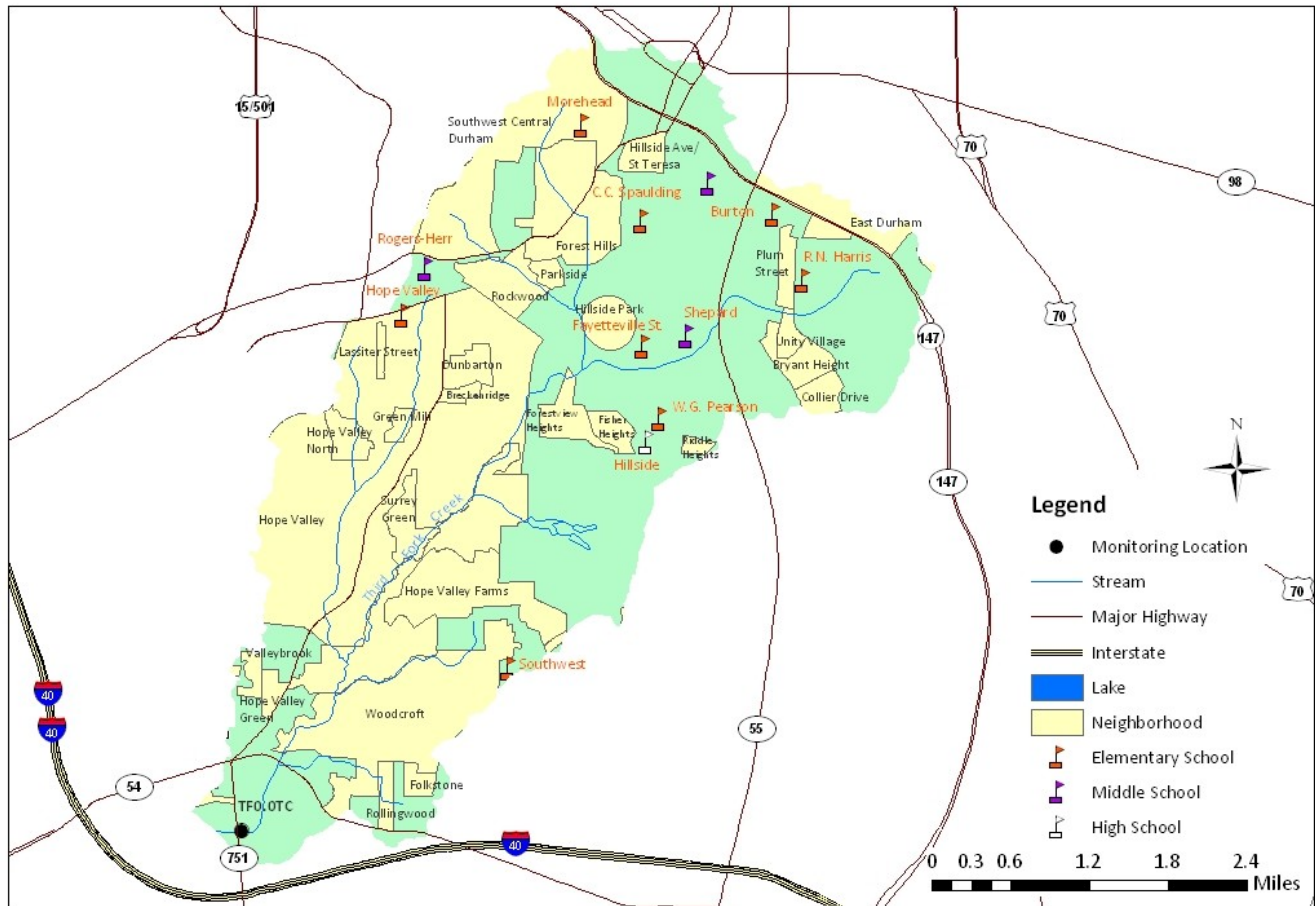 15/501
Morehead
Southwest Central
Durham
Hillside Ave/
St Teresa
70
98
C.C. Spaulding
Burton
East Durham
Rogers-Herr
Forest Hills
Plum
Street
R.N. Harris
Parkside
Hope Valley
Rockwood
Hillside Park
Shepard
Fayetteville St.
70
147
Lassiter Street
Dunbarton
Unity Village
Bryant Height
Breckenridge
Collier Drive
W.G. Pearson
Green Mill
Forestview
Heights
Fisher
Heights
Hope Valley
North
Riddle
Heights
Hillside
N
147
Surrey
Green
Hope Valley
Third Fork Creek
Hope Valley Farms
70
Valleybrook
Southwest
40
40
Hope Valley
Green
Woodcroft
55
54
Folkstone
TF0.0TC
Rollingwood
751
40
Legend
Monitoring Location
Stream
Major Highway
Interstate
Lake
Neighborhood
Elementary School
Middle School
High School
0 0.3 0.6 1.2 1.8 2.4
Miles